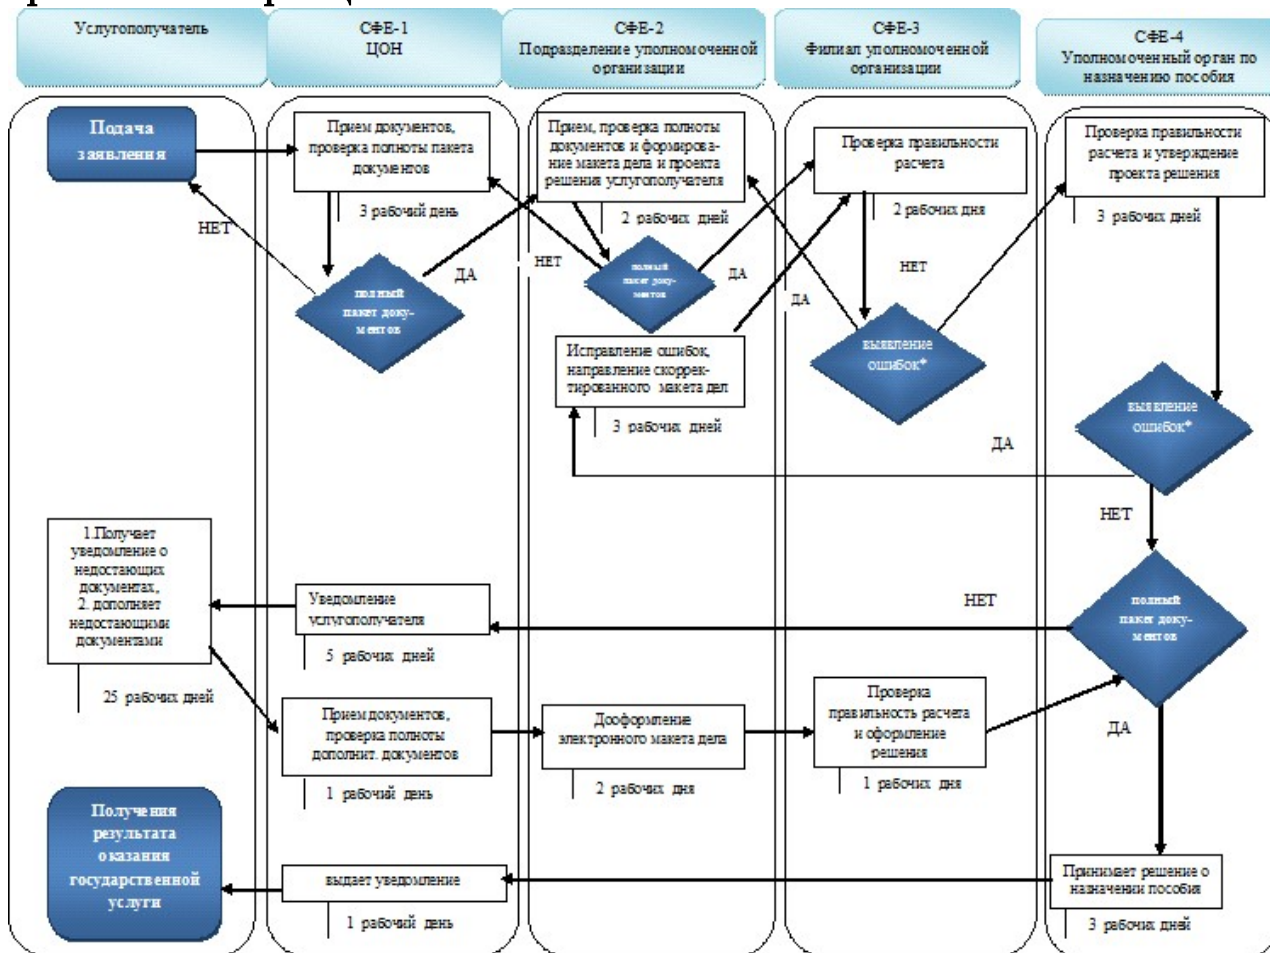 Услугополучатель
СФЕ-1
ЦОН
СФЕ-2
Подразделение уполномоченной
организации
СФЕ-3
Филиал уполномоченной
организации
СФЕ-4
Уполномоченный орган по
назначению пособия
Подача
заявления
Прием документов,
проверка полноты пакета
документов
3 рабочий день
Прием, проверка полноты
документов и формирова-
ние макета дела и проекта
решения услугополучателя
2 рабочих дней
Проверка правильности
расчета
2 рабочих дня
Проверка правильности
расчета и утверждение
проекта решения
3 рабочих дней
НЕТ
ДА
НЕТ
ДА
НЕТ
ДА
полный
пакет доку-
ментов
полный
пакет доку-
ментов
выявление
ошибок*
Исправление ошибок,
направление скоррек-
тированного макета дел
3 рабочих дней
выявление
ошибок*
ДА
НЕТ
1.Получает
уведомление о
недостающих
документах,
2. дополняет
недостающими
документами
25 рабочих дней
Уведомление
услугополучателя
5 рабочих дней
НЕТ
полный
пакет доку-
ментов
ДА
Прием документов,
проверка полноты
дополнит. документов
1 рабочий день
Дооформление
электронного макета дела
2 рабочих дня
Проверка
правильность расчета
и оформление
решения
1 рабочих дня
Получения
результата
оказания
государственной
услуги
выдает уведомление
1 рабочий день
Принимает решение о
назначении пособия
3 рабочих дней